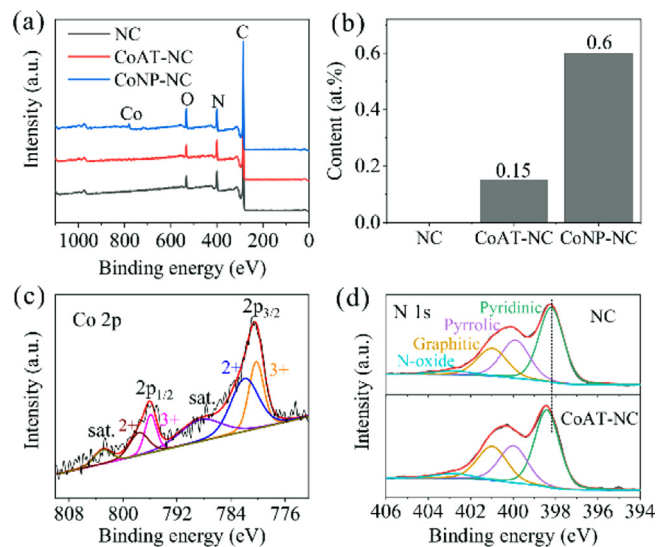 (a)
NC
CoAT-NC
CoNP-NC
C
Co
O
N
Intensity (a.u.)
1000 800 600 400 200 0
Binding energy (eV)
(b)
0.6
0.15
Content (at.%)
0.6
0.4
0.2
0.0
NC CoAT-NC CoNP-NC
(c)
Co 2p
2p3/2
2p1/2
2+
3+
sat.
2+
3+
sat.
Intensity (a.u.)
808 800 792 784 776
Binding energy (eV)
(d)
N 1s
Pyridinic
NC
Pyrrolic
Graphitic
N-oxide
CoAT-NC
Intensity (a.u.)
Intensity (a.u.)
406 404 402 400 398 396 394
Binding energy (eV)